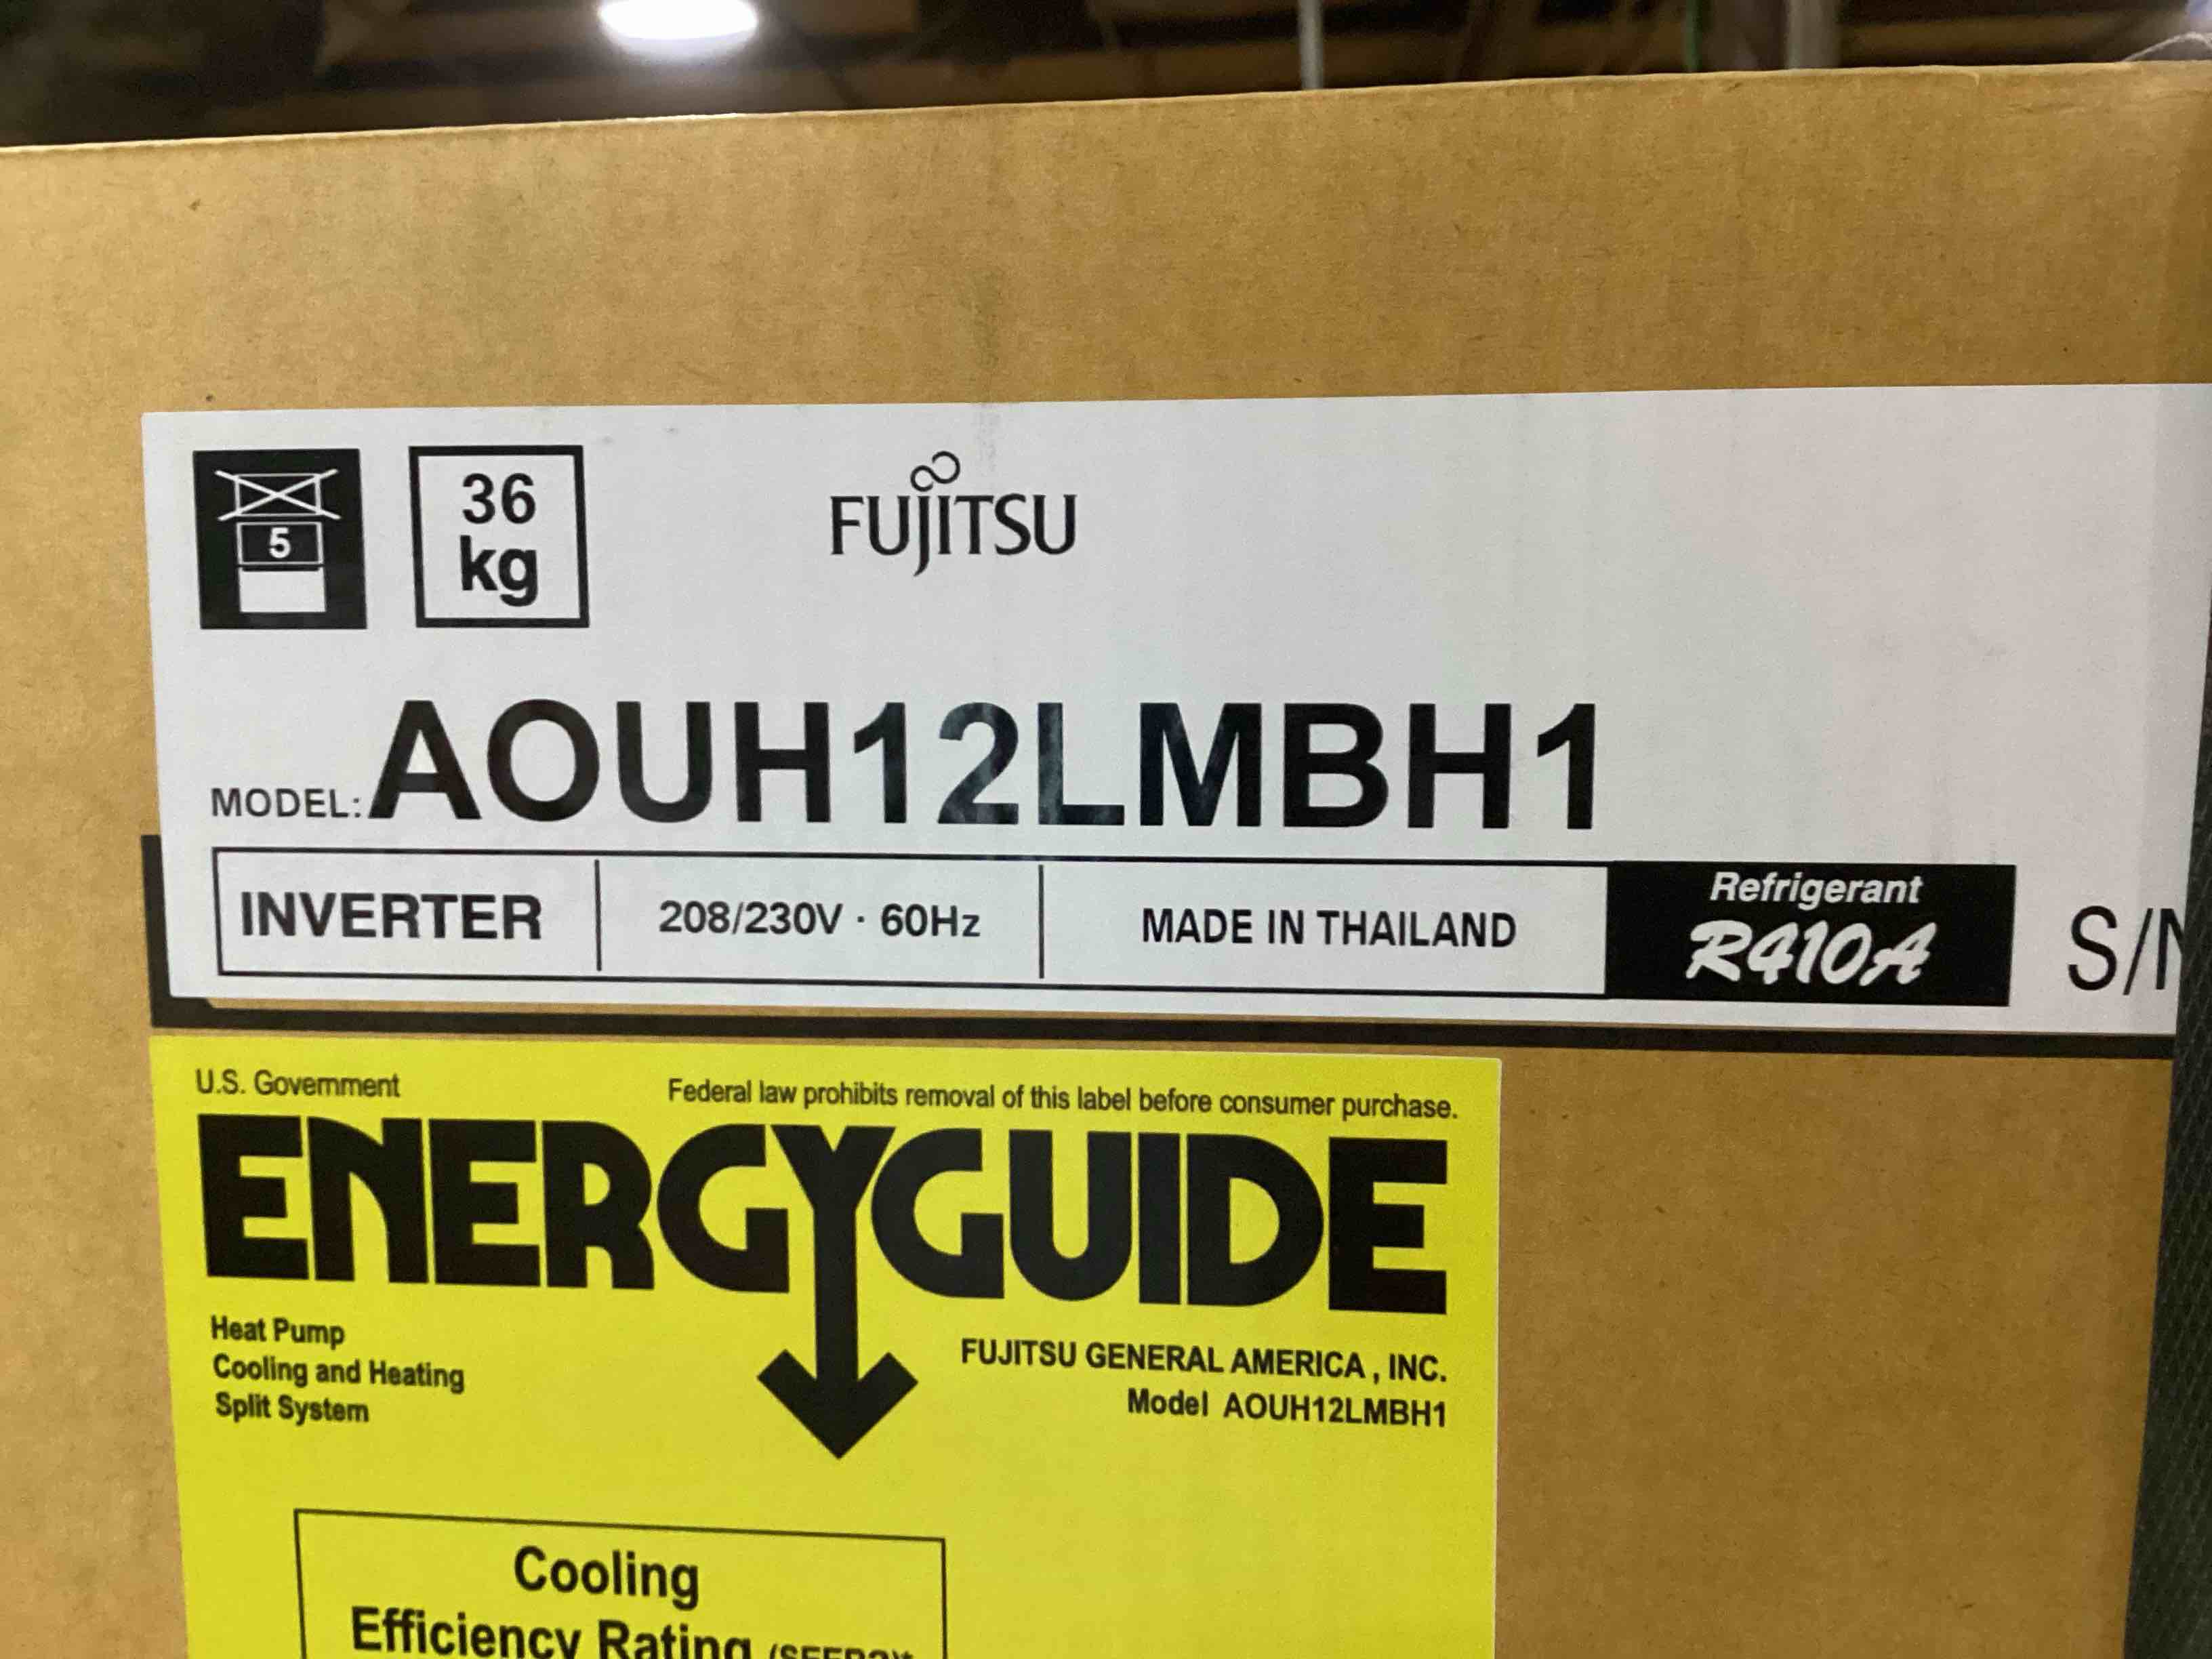 5
36
kg
FUJITSU
MODEL: AOUH12LMBH1
INVERTER 208/230V · 60Hz MADE IN THAILAND Refrigerant
R410A
S/N
U.S. Government Federal law prohibits removal of this label before consumer purchase.
ENERGYGUIDE
Heat Pump
Cooling and Heating
Split System
FUJITSU GENERAL AMERICA , INC.
Model AOUH12LMBH1
Cooling
Efficiency Rating